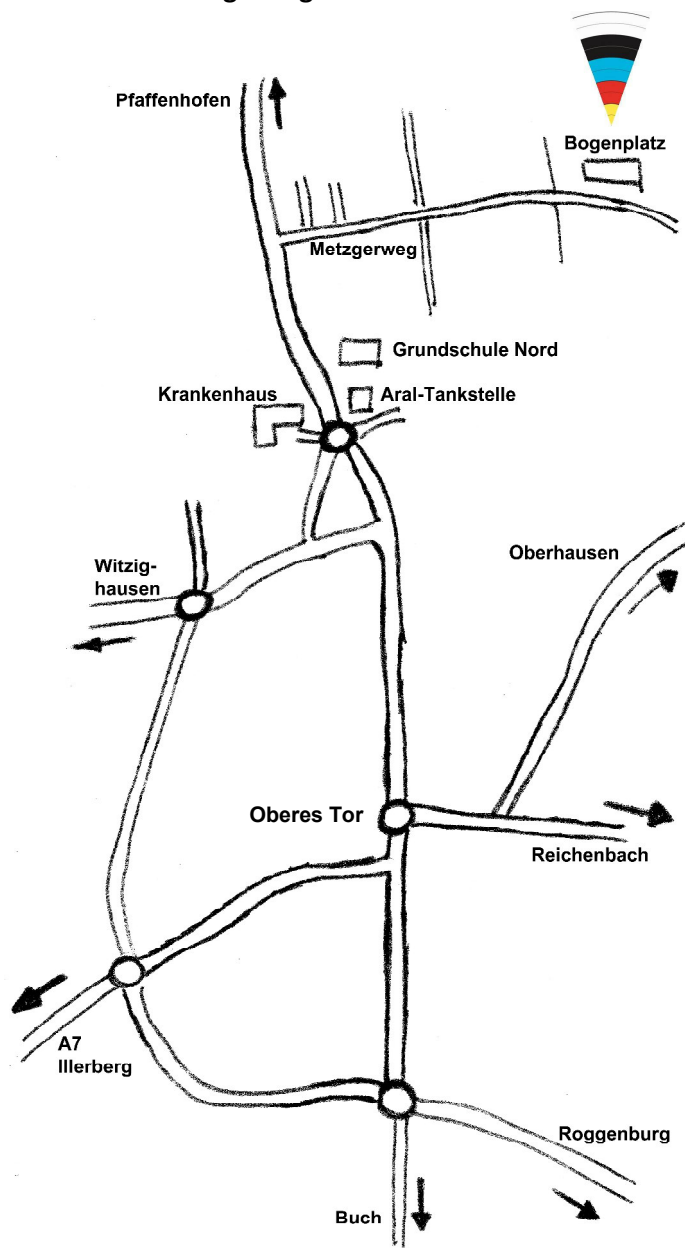 Pfaffenhofen
Bogenplatz
Metzgerweg
Grundschule Nord
Krankenhaus
Aral-Tankstelle
Oberhausen
Witzig-
hausen
Oberes Tor
Reichenbach
A7
Illerberg
Roggenburg
Buch